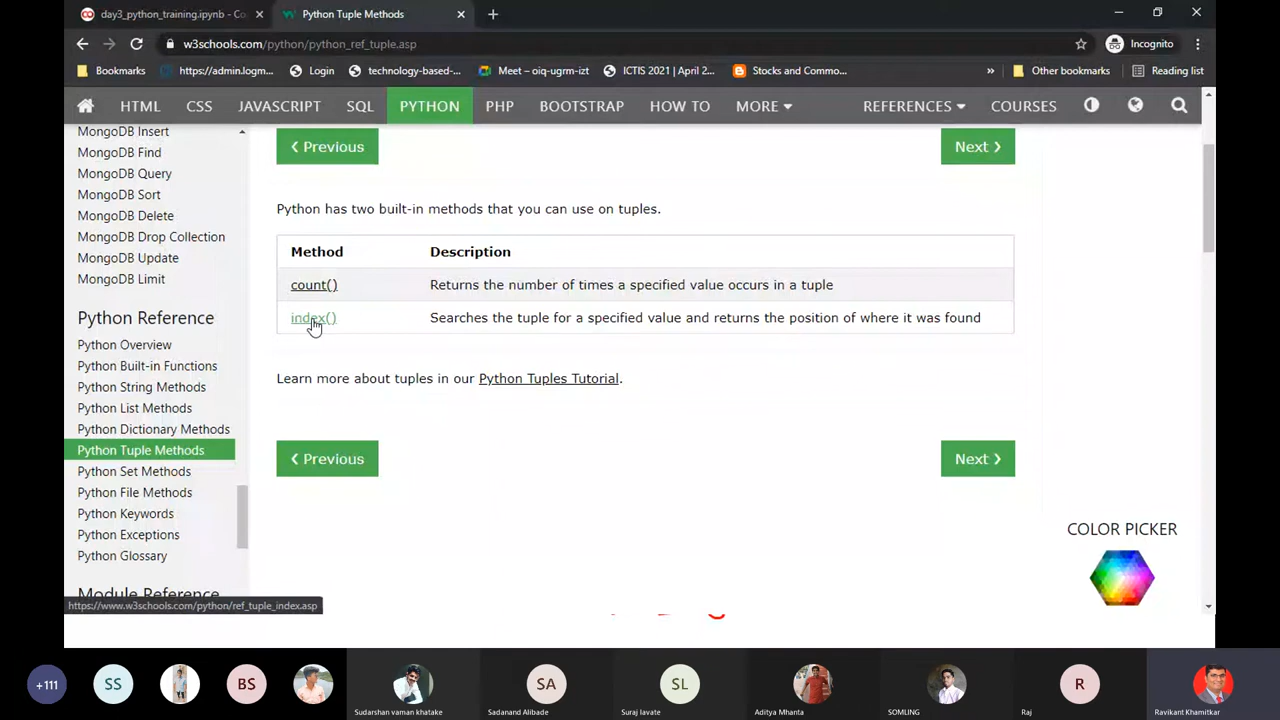 day3_python_training.ipynb - Co
Python Tuple Methods
w3schools.com/python/python_ref_tuple.asp
Incognito
Bookmarks
https://admin.logm...
Login
technology-based-...
Meet – oiq-ugrm-izt
ICTIS 2021 | April 2...
Stocks and Commo...
»
Other bookmarks
Reading list
HTML
CSS
JAVASCRIPT
SQL
PYTHON
PHP
BOOTSTRAP
HOW TO
MORE
REFERENCES
COURSES
MongoDB Insert
MongoDB Find
MongoDB Query
MongoDB Sort
MongoDB Delete
MongoDB Drop Collection
MongoDB Update
MongoDB Limit
Python Reference
Python Overview
Python Built-in Functions
Python String Methods
Python List Methods
Python Dictionary Methods
Python Tuple Methods
Python Set Methods
Python File Methods
Python Keywords
Python Exceptions
Python Glossary
Module Reference
https://www.w3schools.com/python/ref_tuple_index.asp
❮ Previous
Next ❯
Python has two built-in methods that you can use on tuples.
Method Description
count() Returns the number of times a specified value occurs in a tuple
index() Searches the tuple for a specified value and returns the position of where it was found
Learn more about tuples in our Python Tuples Tutorial.
❮ Previous
Next ❯
COLOR PICKER
+111
SS
BS
SA
SL
R
Sudarshan vaman khatake
Sadanand Alibade
Suraj lavate
Aditya Mhanta
SOMLING
Raj
Ravikant Khamitkar